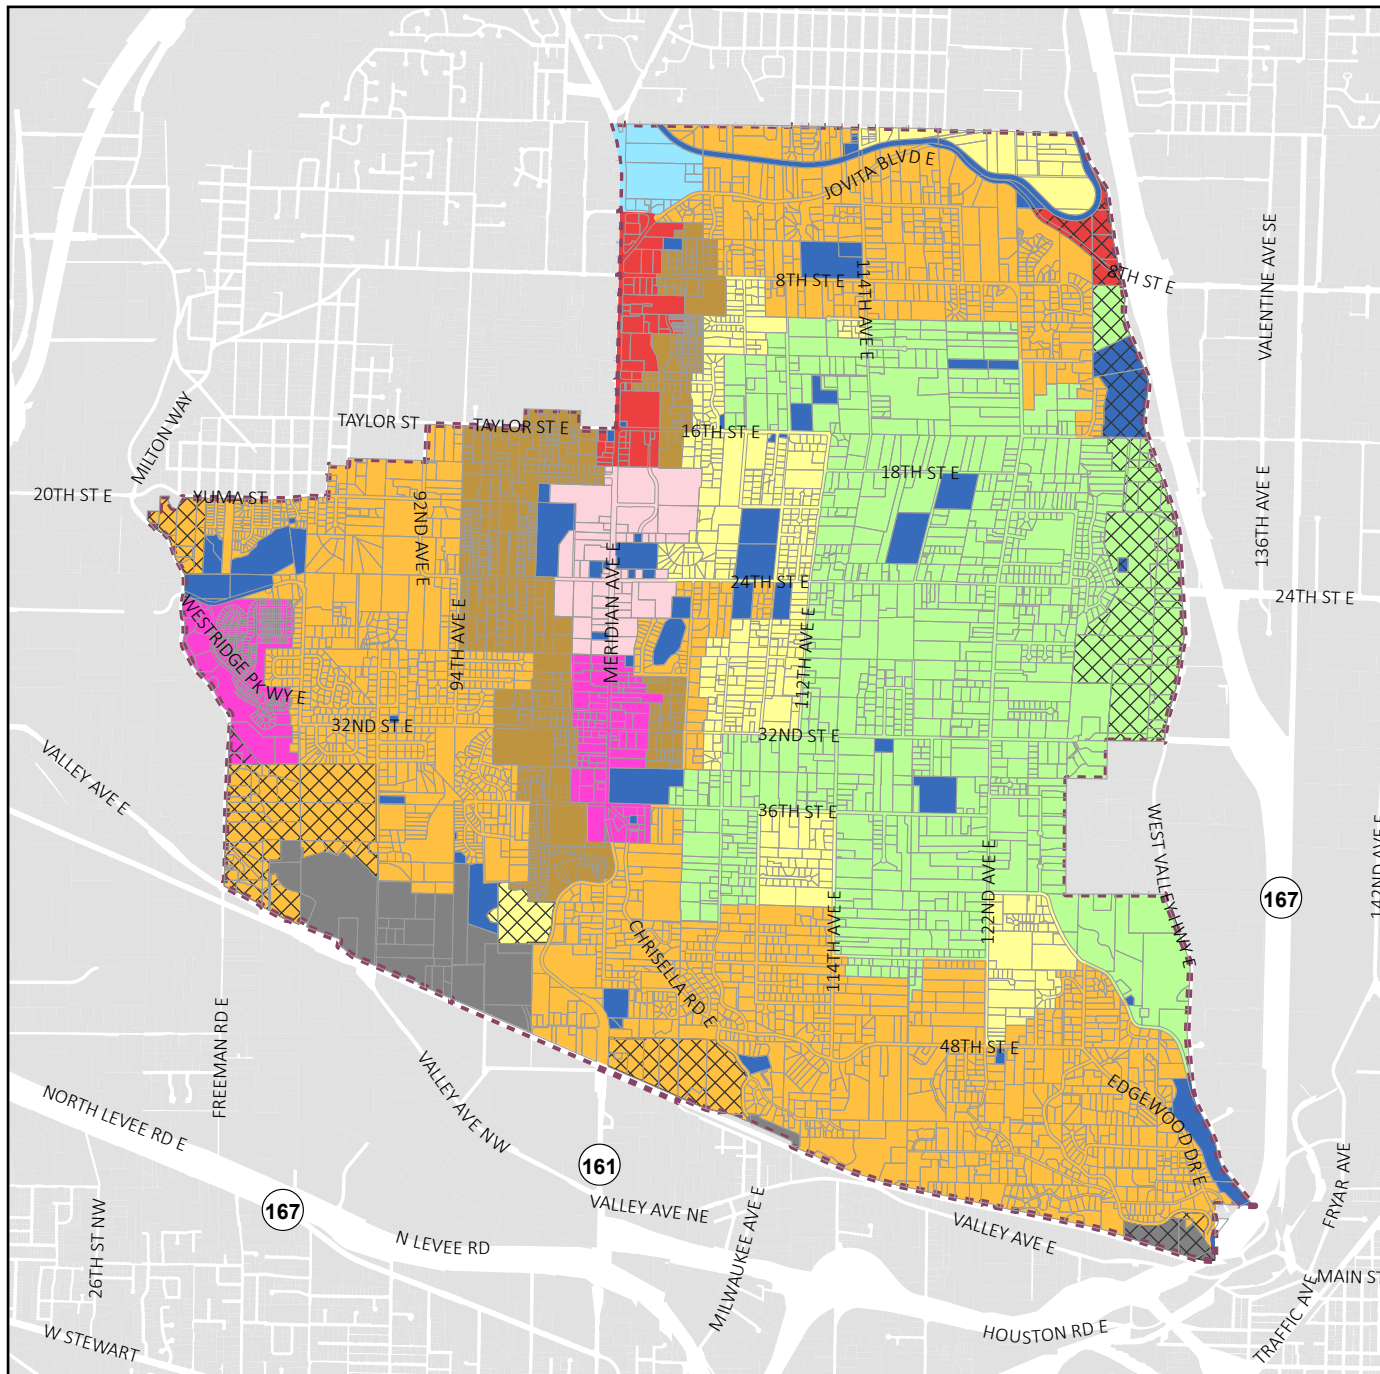 JOVITA BLVD E
8TH ST E
114TH AVE E
8TH ST E
VALENTINE AVE SE
MILTON WAY
TAYLOR ST
TAYLOR ST E
16TH ST E
18TH ST E
20TH ST E
YUMA ST
92ND AVE E
136TH AVE E
MERIDIAN AVE E
24TH ST E
24TH ST E
WESTRIDGE PKWY E
94TH AVE E
112TH AVE E
32ND ST E
32ND ST E
VALLEY AVE E
36TH ST E
WEST VALLEY HWY E
142ND AVE E
122ND AVE E
167
114TH AVE E
CHRISELLA RD E
48TH ST E
FREEMAN RD E
VALLEY AVE NW
EDGEWOOD DR E
NORTH LEVEE RD E
161
167
VALLEY AVE NE
MILWAUKEE AVE E
VALLEY AVE E
FRYAR AVE
26TH ST NW
N LEVEE RD
MAIN ST
HOUSTON RD E
TRAFFIC AVE
W STEWART